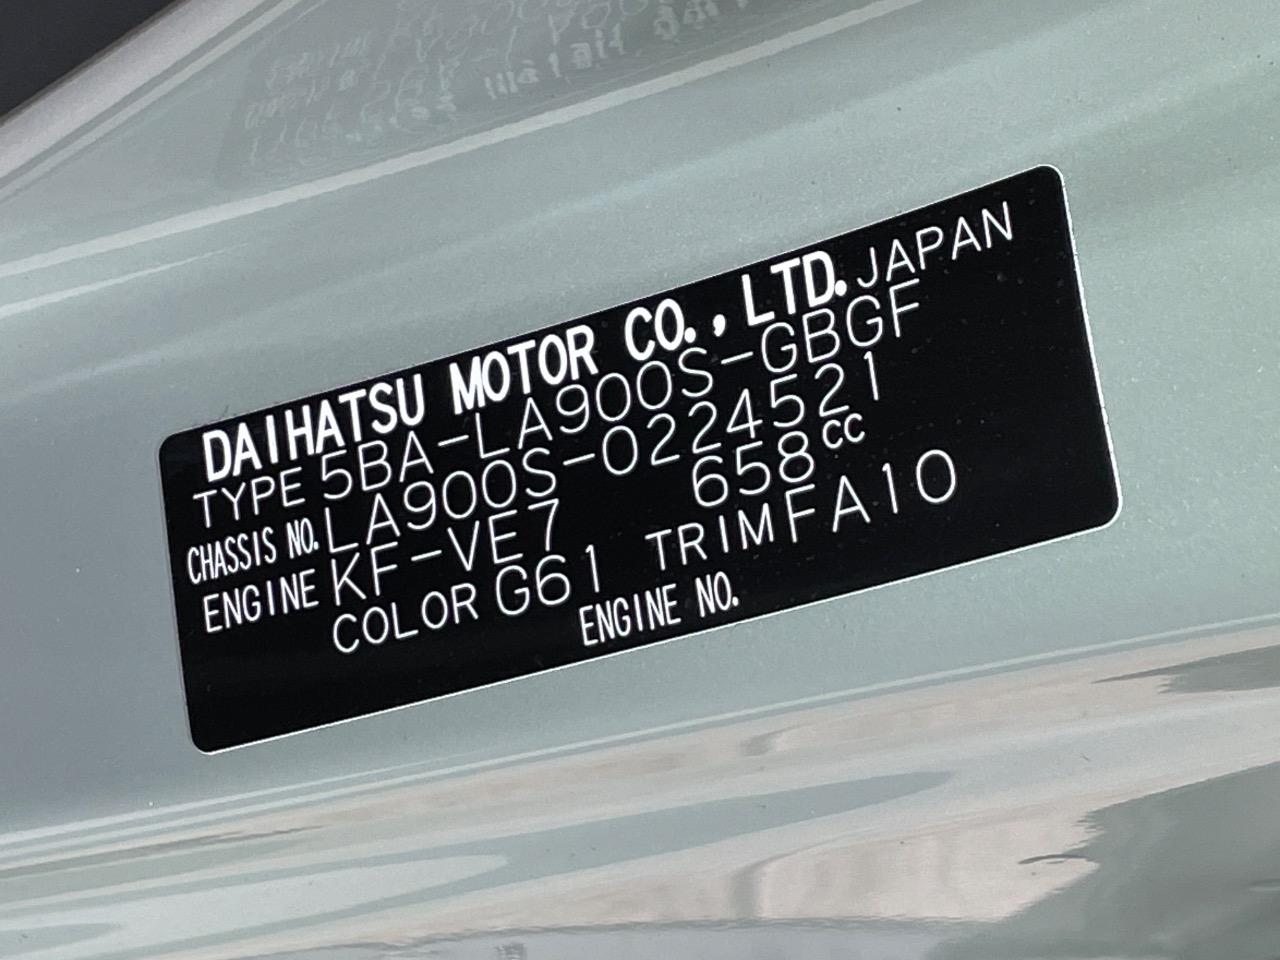 DAIHATSU MOTOR CO., LTD. JAPAN
TYPE 5BA-LA900S-GBGF
CHASSIS NO. LA900S-0224521
ENGINE KF-VE7 658cc
COLOR G61 TRIM FA10
ENGINE NO.